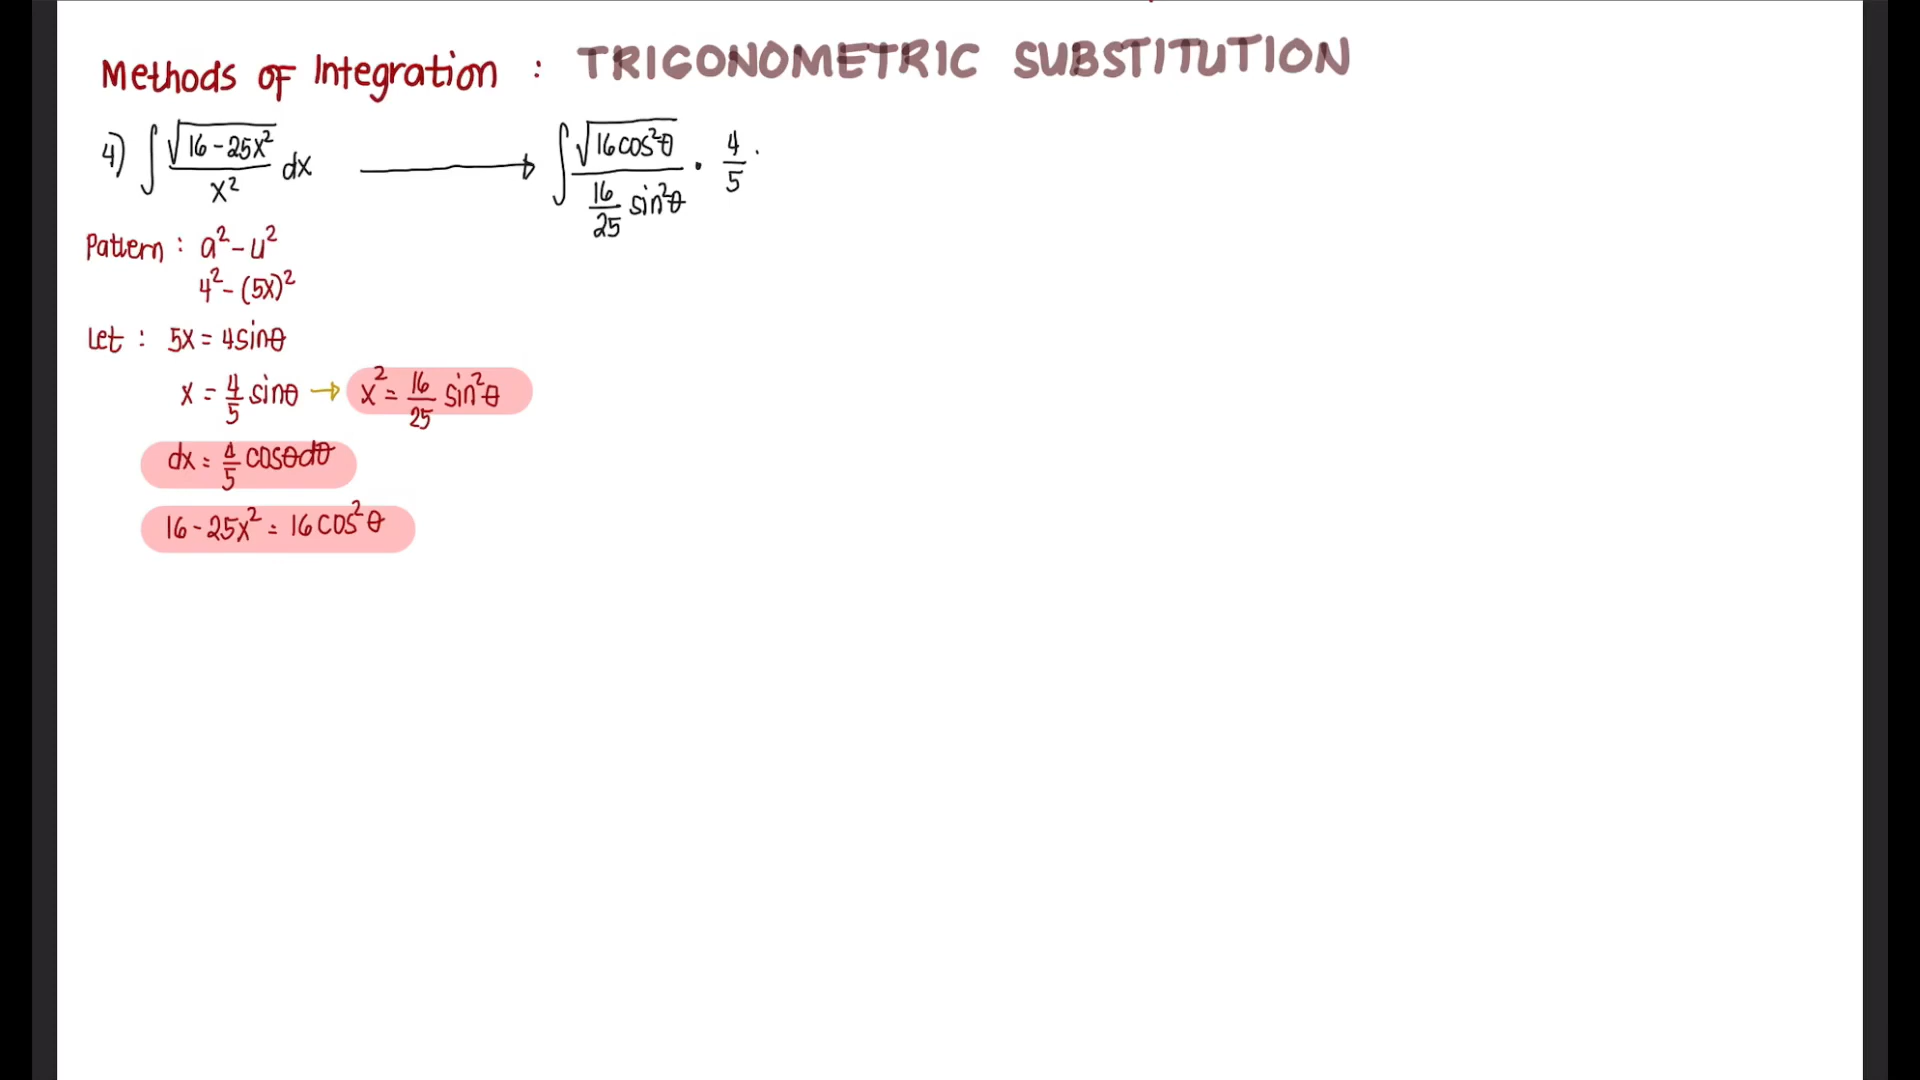 Methods of Integration : TRIGONOMETRIC SUBSTITUTION
4) ∫ √(16-25x²) / x² dx ⟶ ∫ √(16cos²θ) / (16/25 sin²θ) · 4/5
Pattern : a² - u²
4² - (5x)²
Let : 5x = 4sinθ
x = 4/5 sinθ → x² = 16/25 sin²θ
dx = 4/5 cosθdθ
16 - 25x² = 16cos²θ